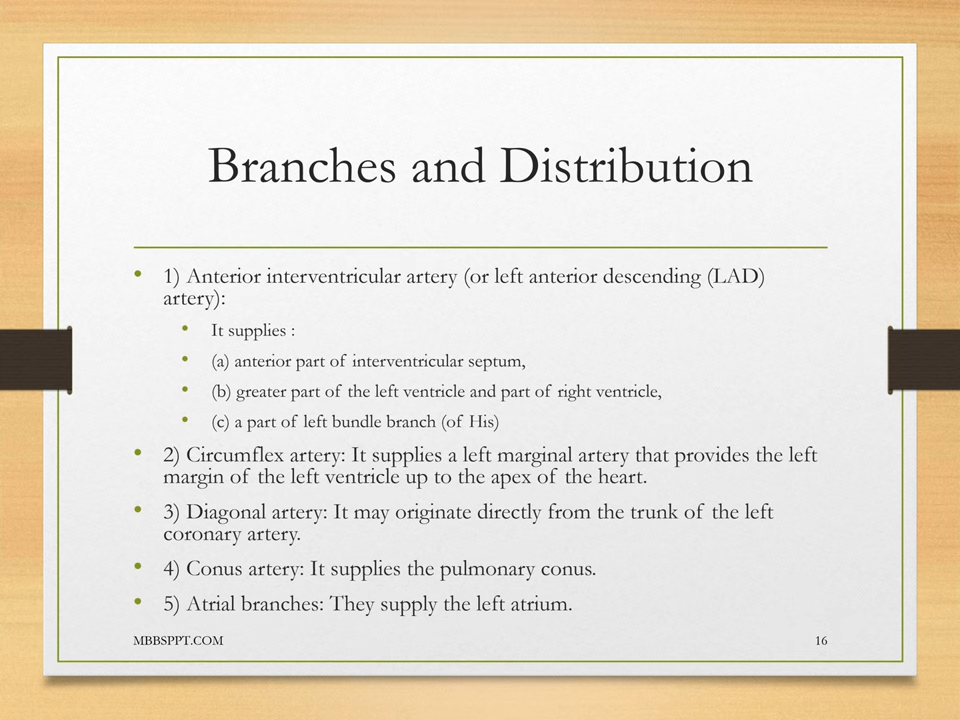 Branches and Distribution
• 1) Anterior interventricular artery (or left anterior descending (LAD)
artery):
• It supplies :
• (a) anterior part of interventricular septum,
• (b) greater part of the left ventricle and part of right ventricle,
• (c) a part of left bundle branch (of His)
• 2) Circumflex artery: It supplies a left marginal artery that provides the left
margin of the left ventricle up to the apex of the heart.
• 3) Diagonal artery: It may originate directly from the trunk of the left
coronary artery.
• 4) Conus artery: It supplies the pulmonary conus.
• 5) Atrial branches: They supply the left atrium.
MBBSPPT.COM 16